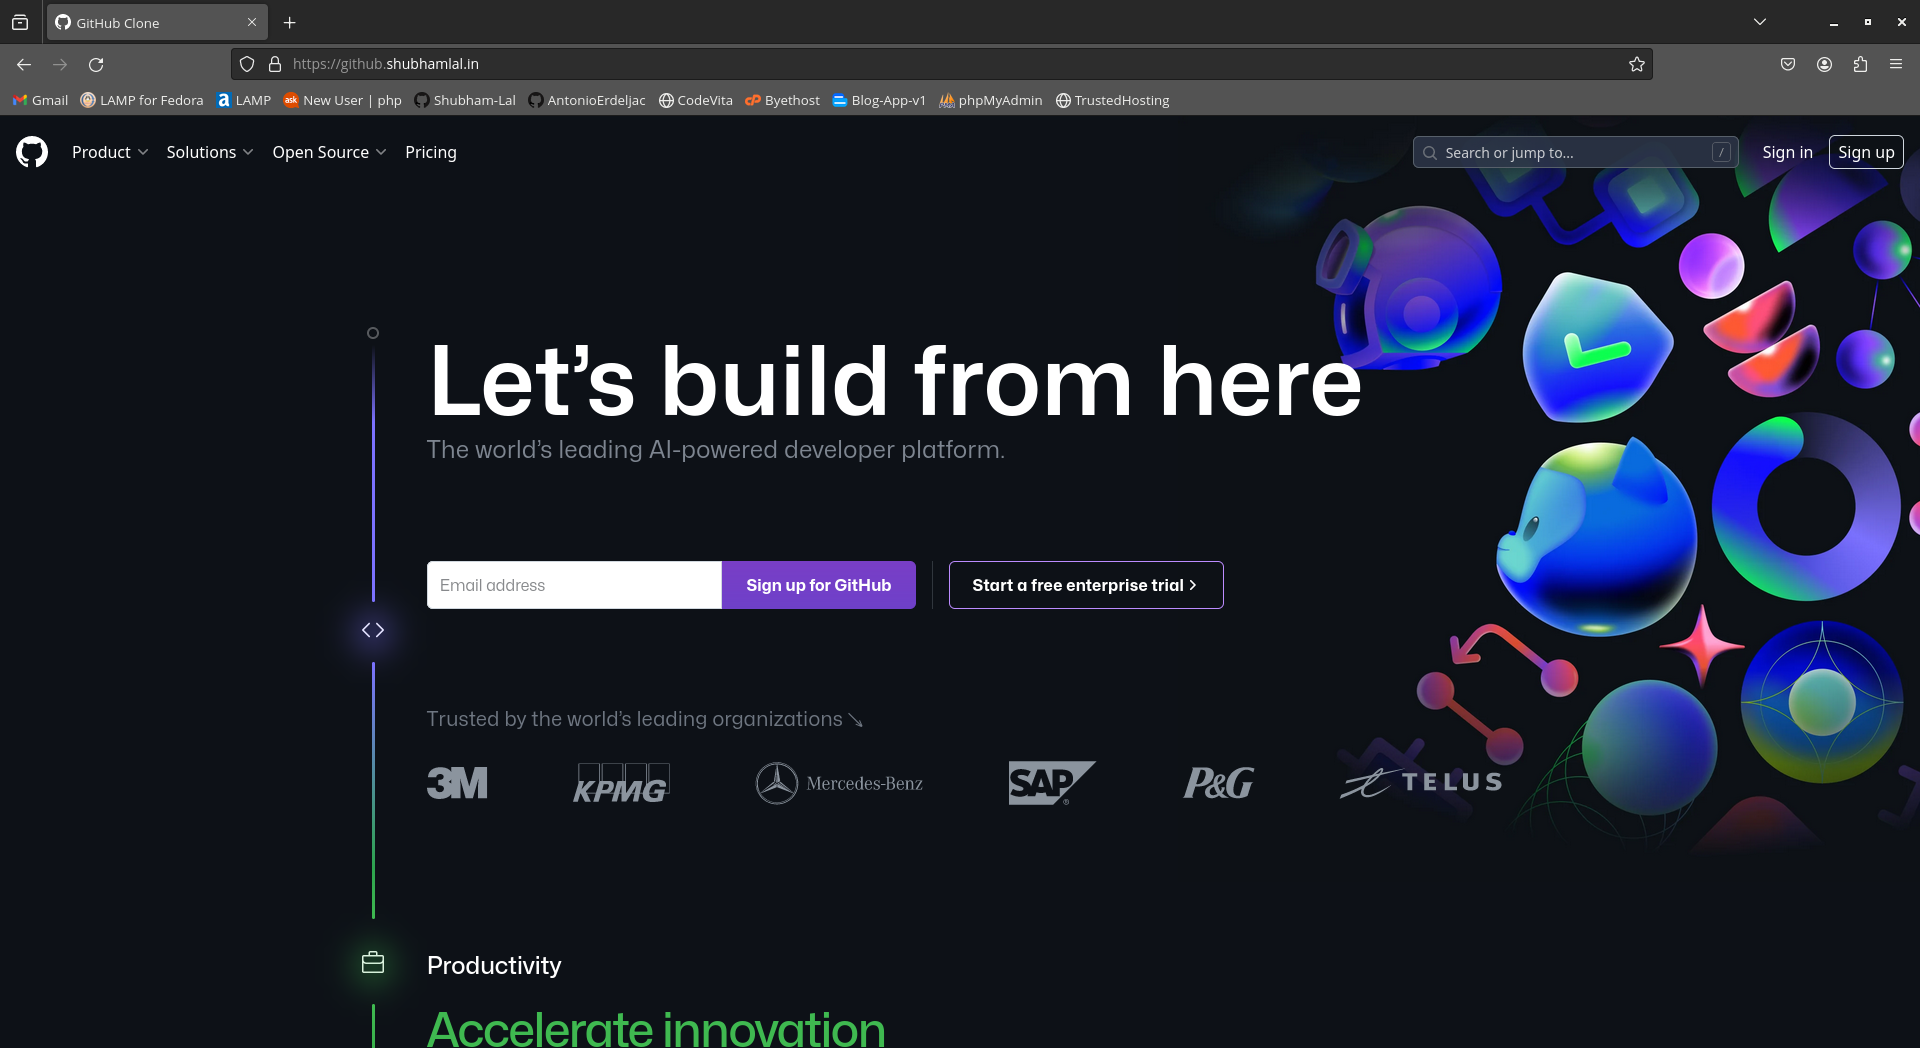 GitHub Clone
https://github.shubhamlal.in
Gmail LAMP for Fedora LAMP New User | php Shubham-Lal AntonioErdeljac CodeVita Byethost Blog-App-v1 phpMyAdmin TrustedHosting
Product Solutions Open Source Pricing Search or jump to... / Sign in Sign up
Let’s build from here
The world’s leading AI-powered developer platform.
Email address Sign up for GitHub Start a free enterprise trial
Trusted by the world’s leading organizations
3M KPMG Mercedes-Benz SAP® P&G TELUS
Productivity
Accelerate innovation